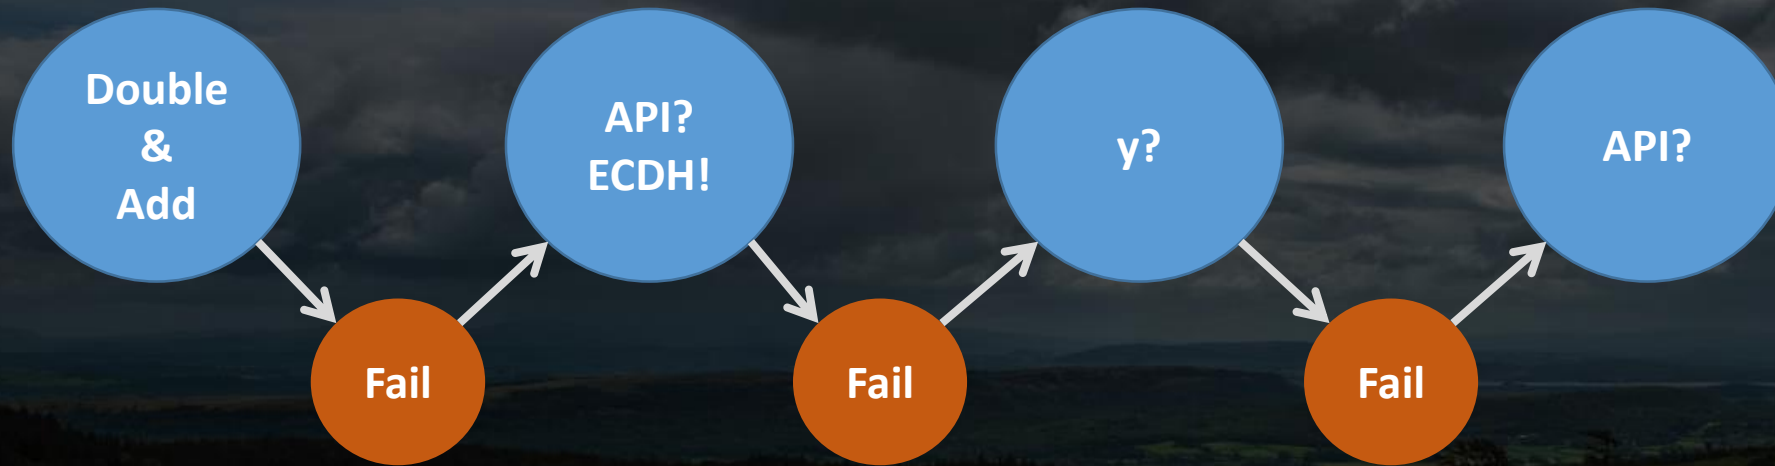 Double
&
Add
Fail
API?
ECDH!
Fail
y?
Fail
API?